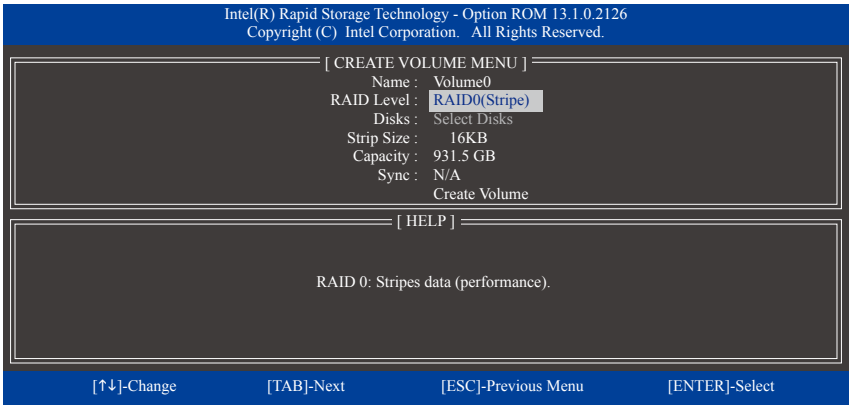 Intel(R) Rapid Storage Technology - Option ROM 13.1.0.2126
Copyright (C) Intel Corporation. All Rights Reserved.
[ CREATE VOLUME MENU ]
Name : Volume0
RAID Level : RAID0(Stripe)
Disks : Select Disks
Strip Size : 16KB
Capacity : 931.5 GB
Sync : N/A
Create Volume
[ HELP ]
RAID 0: Stripes data (performance).
[↑↓]-Change [TAB]-Next [ESC]-Previous Menu [ENTER]-Select